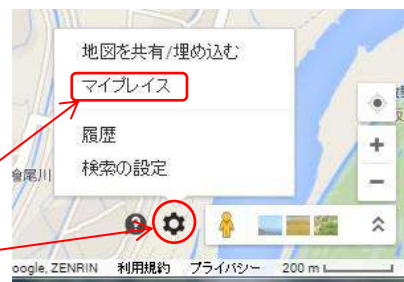 地図を共有/埋め込む
マイプレイス
履歴
検索の設定
會尾川
oogle, ZENRIN 利用規約 プライバシー 200 m